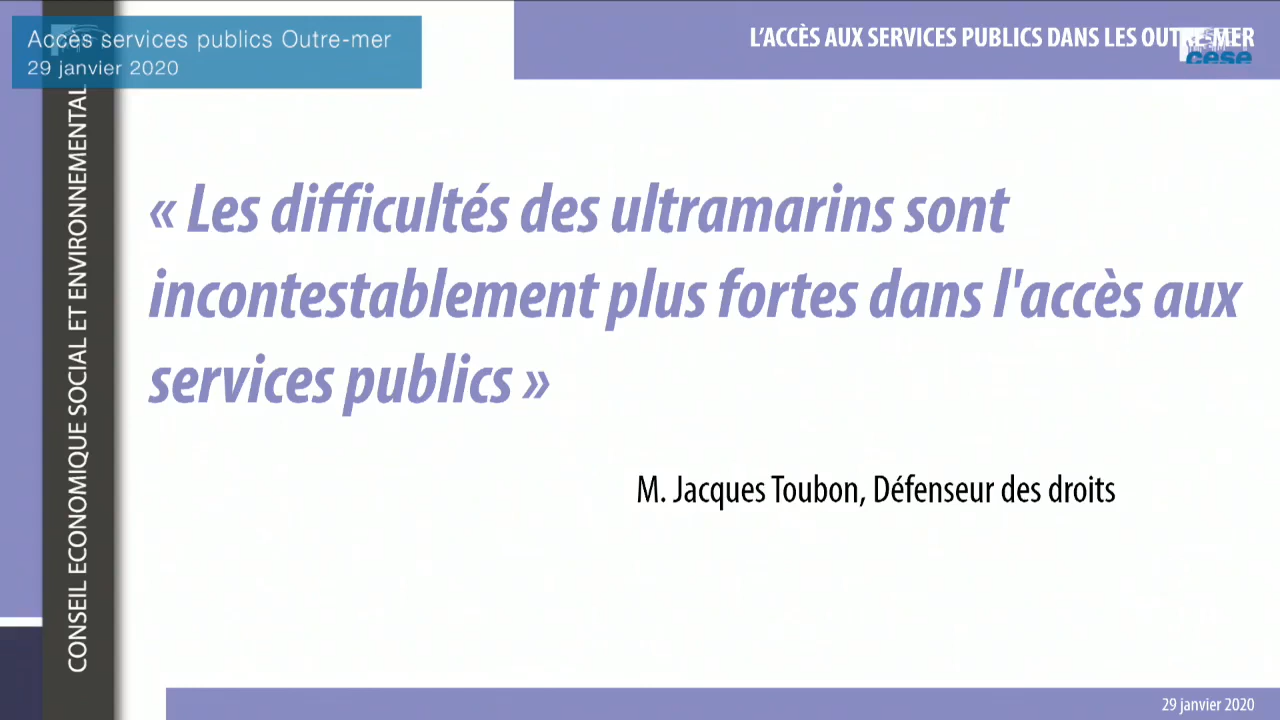 Accès services publics Outre-mer
29 janvier 2020
L'ACCÈS AUX SERVICES PUBLICS DANS LES OUTRE-MER
cese
CONSEIL ECONOMIQUE SOCIAL ET ENVIRONNEMENTAL
« Les difficultés des ultramarins sont
incontestablement plus fortes dans l'accès aux
services publics »
M. Jacques Toubon, Défenseur des droits
29 janvier 2020